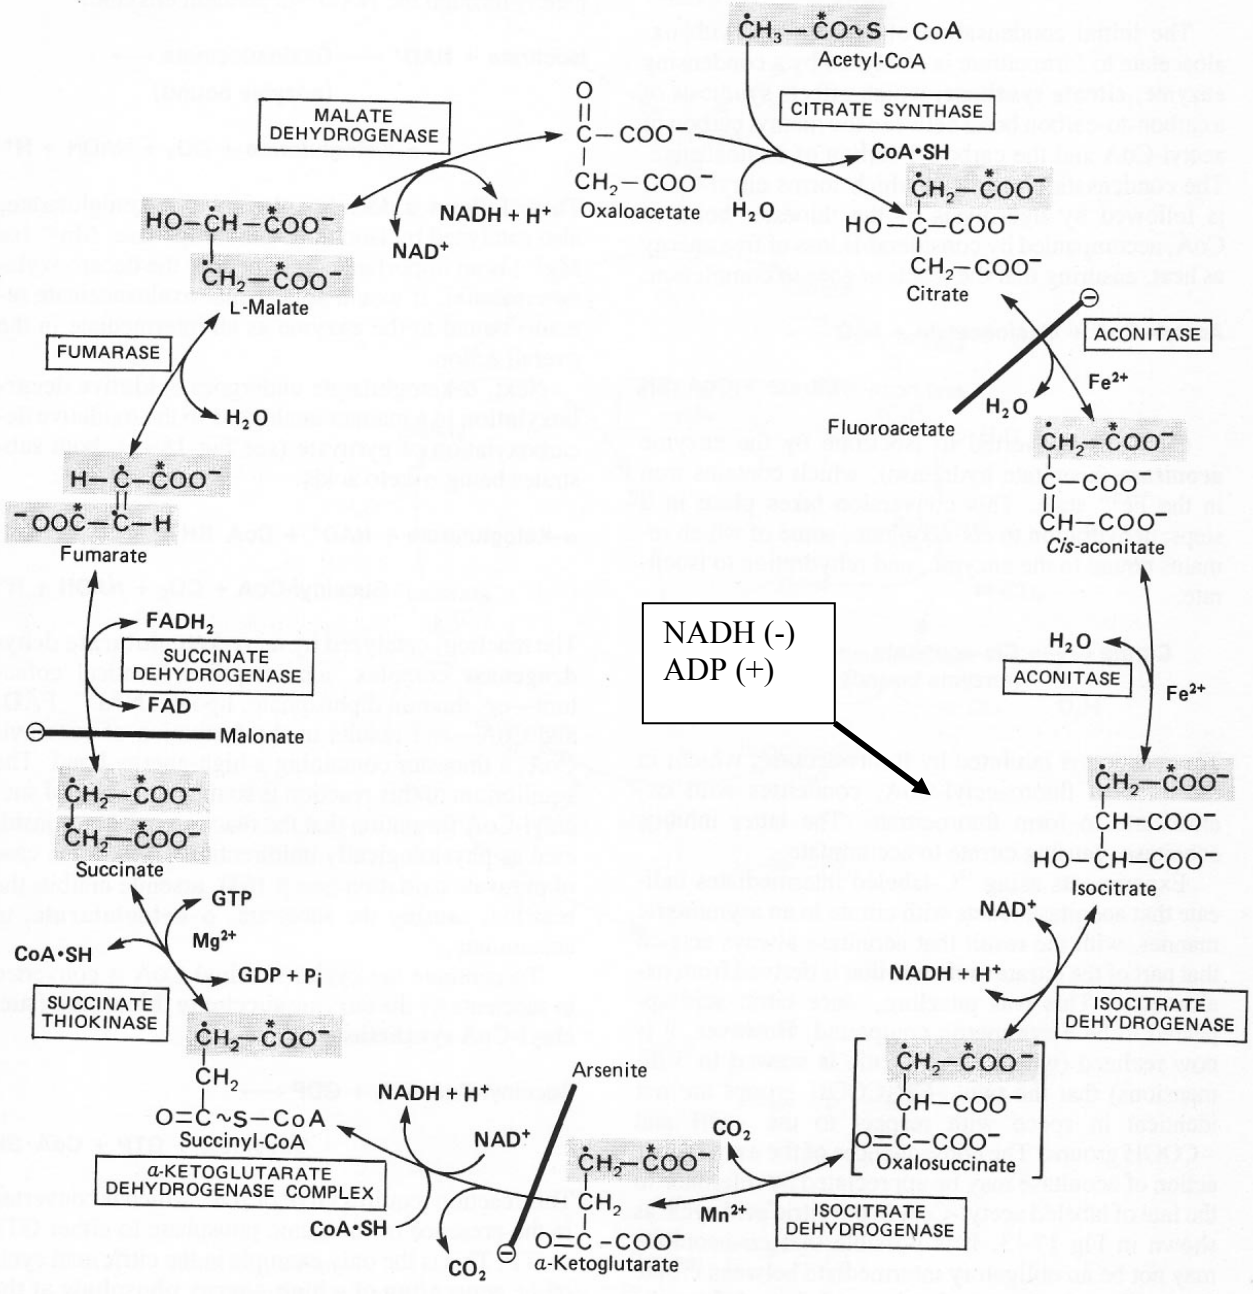 *CH3—*CO~S – CoA
Acetyl-CoA
CITRATE SYNTHASE
CoA•SH
H2O
MALATE
DEHYDROGENASE
NADH + H⁺
NAD⁺
O
C – COO⁻
CH2 – COO⁻
Oxaloacetate
CH2–*COO⁻
HO–C–COO⁻
CH2–COO⁻
Citrate
ACONITASE
Fe²⁺
H2O
Fluoroacetate
CH2–*COO⁻
C–COO⁻
CH–COO⁻
Cis-aconitate
H2O
ACONITASE
Fe²⁺
NADH (-)
ADP (+)
CH2–*COO⁻
CH–COO⁻
HO–CH–COO⁻
Isocitrate
NAD⁺
NADH + H⁺
ISOCITRATE
DEHYDROGENASE
CH2–*COO⁻
CH–COO⁻
O=C–COO⁻
Oxalosuccinate
CO2
Mn²⁺
ISOCITRATE
DEHYDROGENASE
CH2–*COO⁻
CH2
O=C – COO⁻
α-Ketoglutarate
Arsenite
NADH + H⁺
NAD⁺
CoA•SH
CO2
α-KETOGLUTARATE
DEHYDROGENASE COMPLEX
CH2–*COO⁻
CH2
O=C~S–CoA
Succinyl-CoA
SUCCINATE
THIOKINASE
CoA•SH
GTP
Mg²⁺
GDP + Pi
CH2–*COO⁻
CH2–*COO⁻
Succinate
Malonate
FADH2
SUCCINATE
DEHYDROGENASE
FAD
H–C–*COO⁻
⁻OOC*–C–H
Fumarate
FUMARASE
H2O
HO–CH–*COO⁻
CH2–*COO⁻
L-Malate